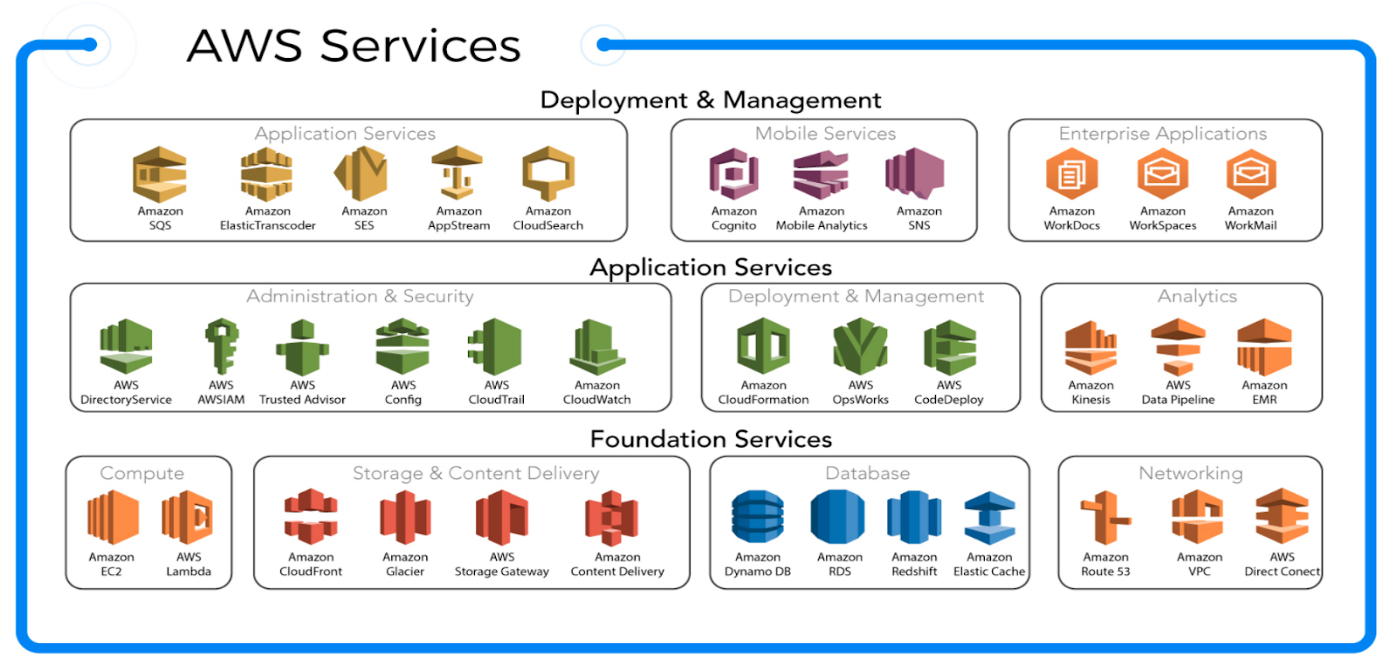 AWS Services
Deployment & Management
Application Services
Amazon
SQS
Amazon
ElasticTranscoder
Amazon
SES
Amazon
AppStream
Amazon
CloudSearch
Mobile Services
Amazon
Cognito
Amazon
Mobile Analytics
Amazon
SNS
Enterprise Applications
Amazon
WorkDocs
Amazon
WorkSpaces
Amazon
WorkMail
Application Services
Administration & Security
AWS
DirectoryService
AWS
AWSIAM
AWS
Trusted Advisor
AWS
Config
AWS
CloudTrail
Amazon
CloudWatch
Deployment & Management
Amazon
CloudFormation
AWS
OpsWorks
AWS
CodeDeploy
Analytics
Amazon
Kinesis
AWS
Data Pipeline
Amazon
EMR
Foundation Services
Compute
Amazon
EC2
AWS
Lambda
Storage & Content Delivery
Amazon
CloudFront
Amazon
Glacier
AWS
Storage Gateway
Amazon
Content Delivery
Database
Amazon
Dynamo DB
Amazon
RDS
Amazon
Redshift
Amazon
Elastic Cache
Networking
Amazon
Route 53
Amazon
VPC
AWS
Direct Conect